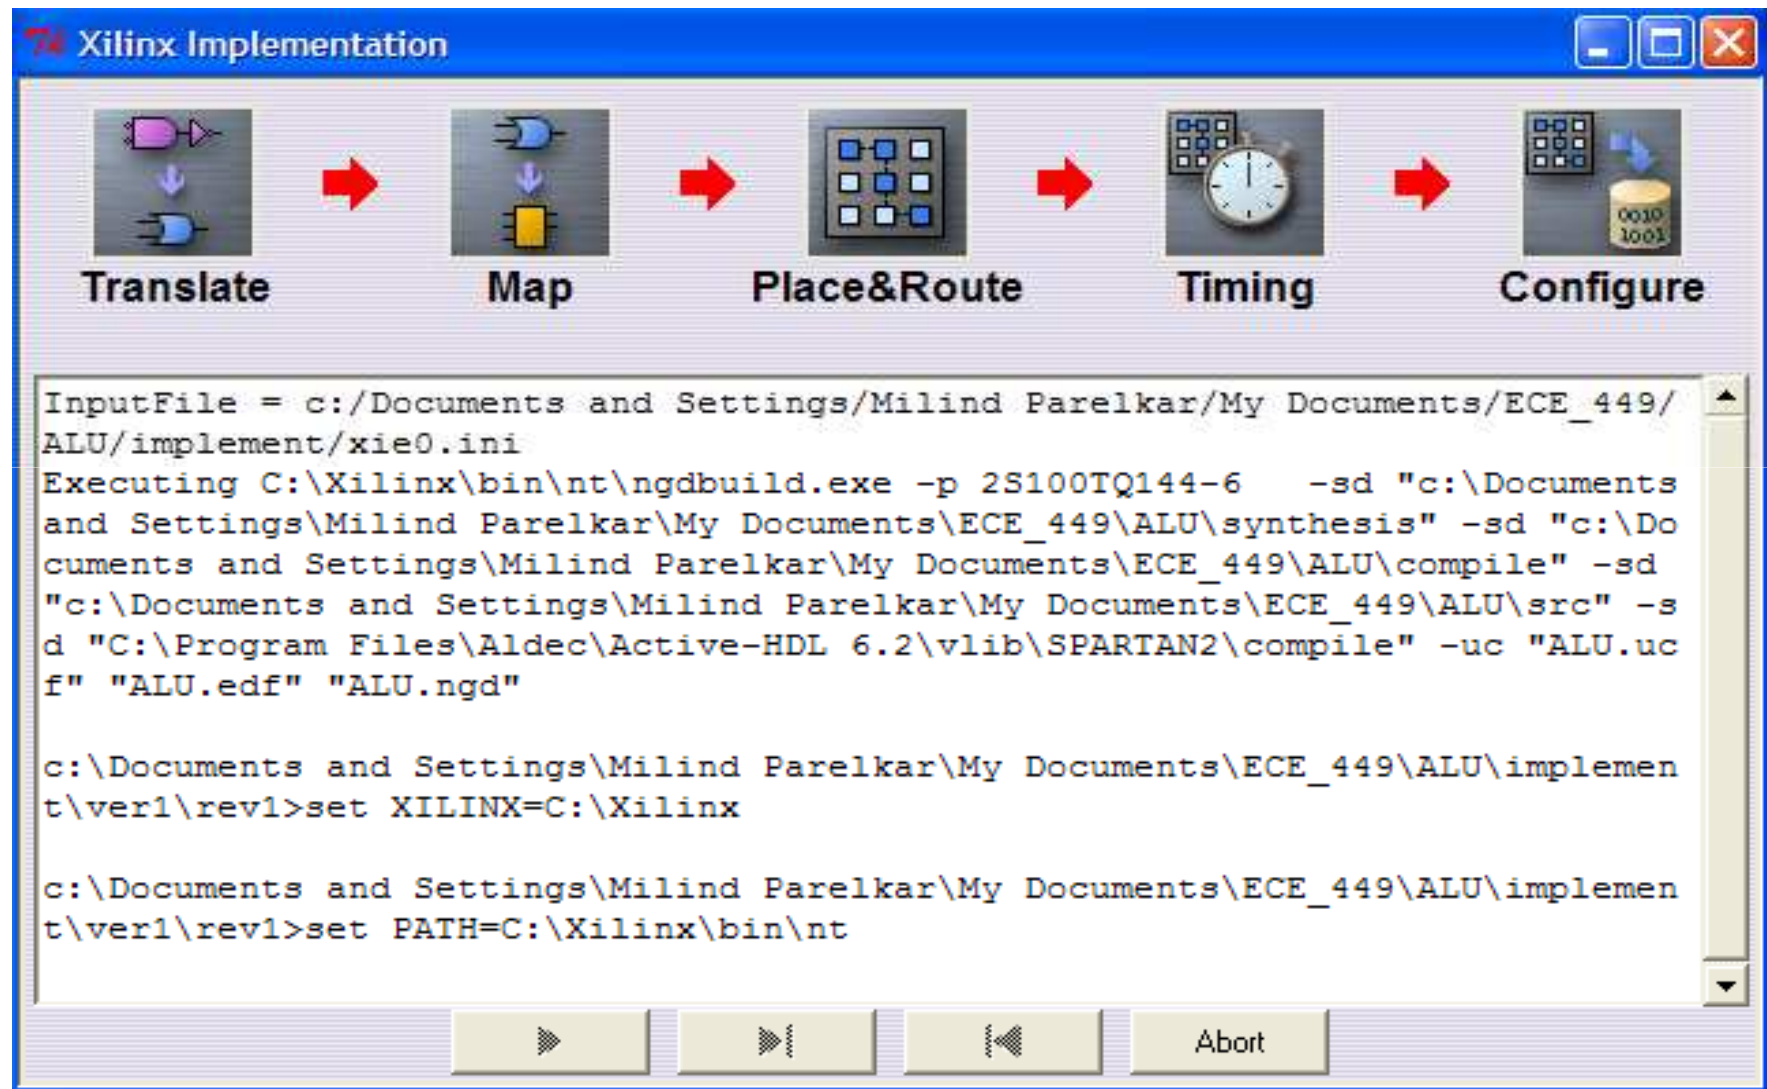 Xilinx Implementation
Translate Map Place&Route Timing Configure
0010
1001
InputFile = c:/Documents and Settings/Milind Parelkar/My Documents/ECE_449/
ALU/implement/xie0.ini
Executing C:\Xilinx\bin\nt\ngdbuild.exe -p 2S100TQ144-6   -sd "c:\Documents
and Settings\Milind Parelkar\My Documents\ECE_449\ALU\synthesis" -sd "c:\Do
cuments and Settings\Milind Parelkar\My Documents\ECE_449\ALU\compile" -sd
"c:\Documents and Settings\Milind Parelkar\My Documents\ECE_449\ALU\src" -s
d "C:\Program Files\Aldec\Active-HDL 6.2\vlib\SPARTAN2\compile" -uc "ALU.uc
f" "ALU.edf" "ALU.ngd"
c:\Documents and Settings\Milind Parelkar\My Documents\ECE_449\ALU\implemen
t\ver1\rev1>set XILINX=C:\Xilinx
c:\Documents and Settings\Milind Parelkar\My Documents\ECE_449\ALU\implemen
t\ver1\rev1>set PATH=C:\Xilinx\bin\nt
Abort